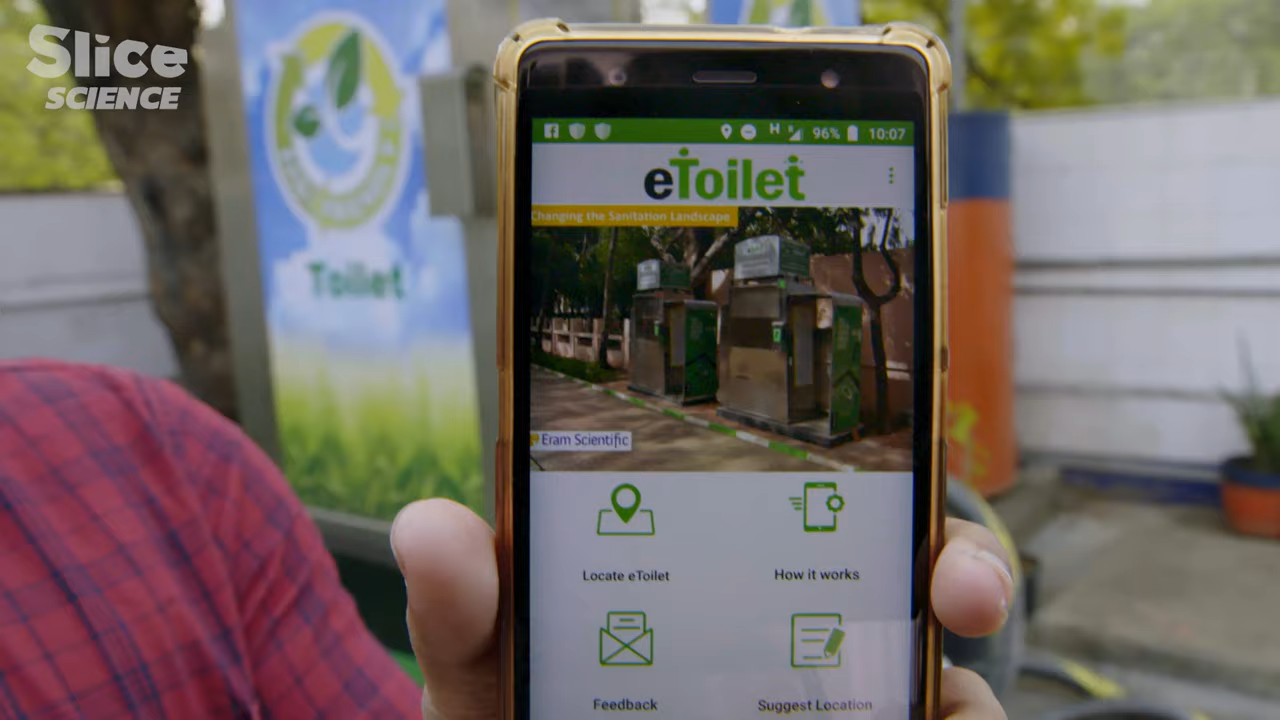 Slice
SCIENCE
H 96% 10:07
eToilet
Changing the Sanitation Landscape
Toilet
Eram Scientific
Locate eToilet
How it works
Feedback
Suggest Location